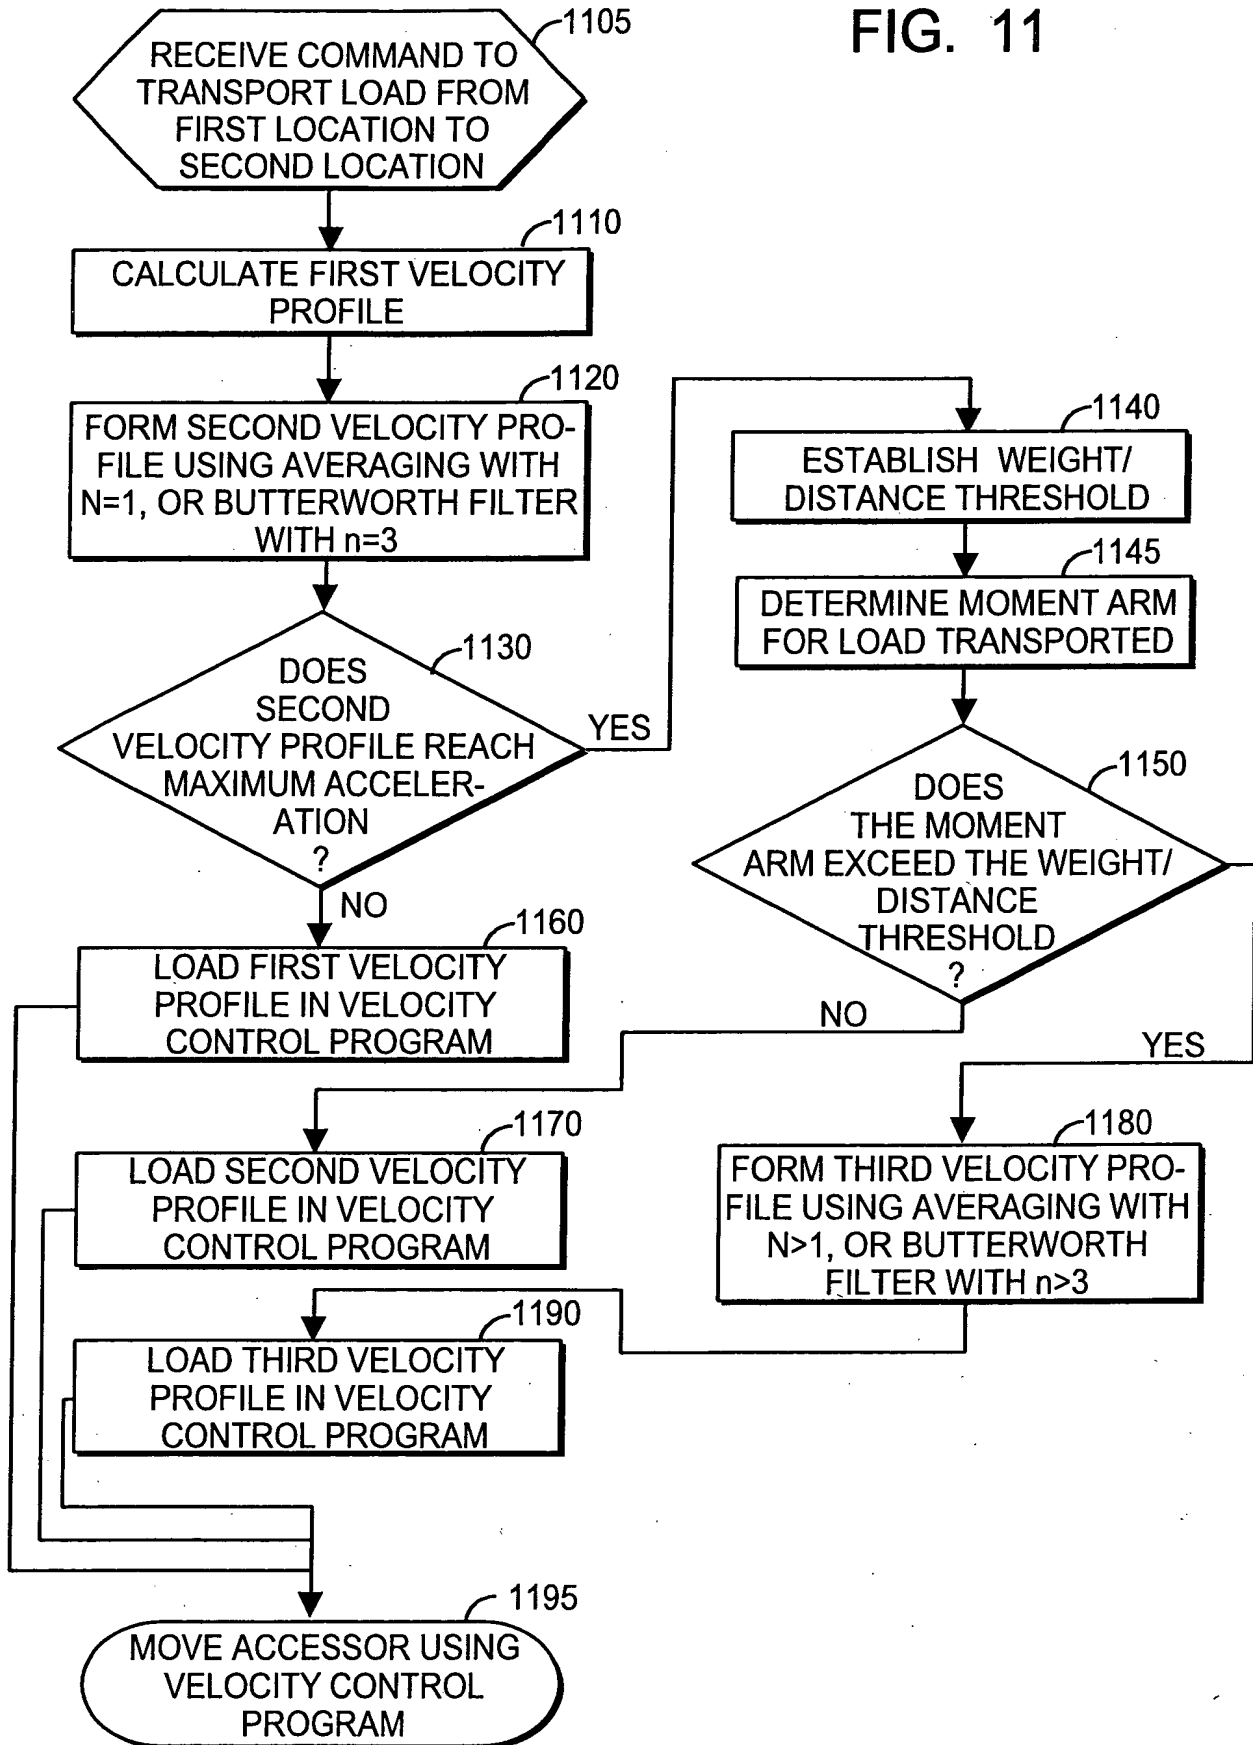 FIG. 11
1105
RECEIVE COMMAND TO
TRANSPORT LOAD FROM
FIRST LOCATION TO
SECOND LOCATION
1110
CALCULATE FIRST VELOCITY
PROFILE
1120
FORM SECOND VELOCITY PRO-
FILE USING AVERAGING WITH
N=1, OR BUTTERWORTH FILTER
WITH n=3
1130
DOES
SECOND
VELOCITY PROFILE REACH
MAXIMUM ACCELER-
ATION
?
YES
NO
1140
ESTABLISH WEIGHT/
DISTANCE THRESHOLD
1145
DETERMINE MOMENT ARM
FOR LOAD TRANSPORTED
1150
DOES
THE MOMENT
ARM EXCEED THE WEIGHT/
DISTANCE
THRESHOLD
?
NO
YES
1160
LOAD FIRST VELOCITY
PROFILE IN VELOCITY
CONTROL PROGRAM
1170
LOAD SECOND VELOCITY
PROFILE IN VELOCITY
CONTROL PROGRAM
1180
FORM THIRD VELOCITY PRO-
FILE USING AVERAGING WITH
N>1, OR BUTTERWORTH
FILTER WITH n>3
1190
LOAD THIRD VELOCITY
PROFILE IN VELOCITY
CONTROL PROGRAM
1195
MOVE ACCESSOR USING
VELOCITY CONTROL
PROGRAM